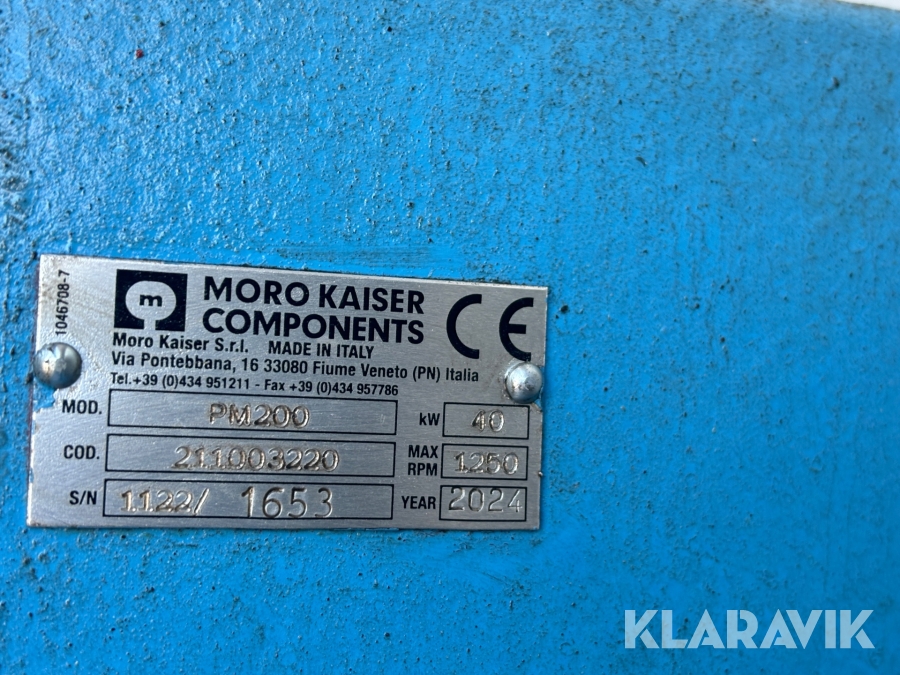 1046708-7
m
MORO KAISER
COMPONENTS
CE
Moro Kaiser S.r.l. MADE IN ITALY
Via Pontebbana, 16 33080 Fiume Veneto (PN) Italia
Tel.+39 (0)434 951211 - Fax +39 (0)434 957786
MOD. PM200 kW 40
COD. 211003220 MAX RPM 1250
S/N 1122/ 1653 YEAR 2024
KLARAVIK